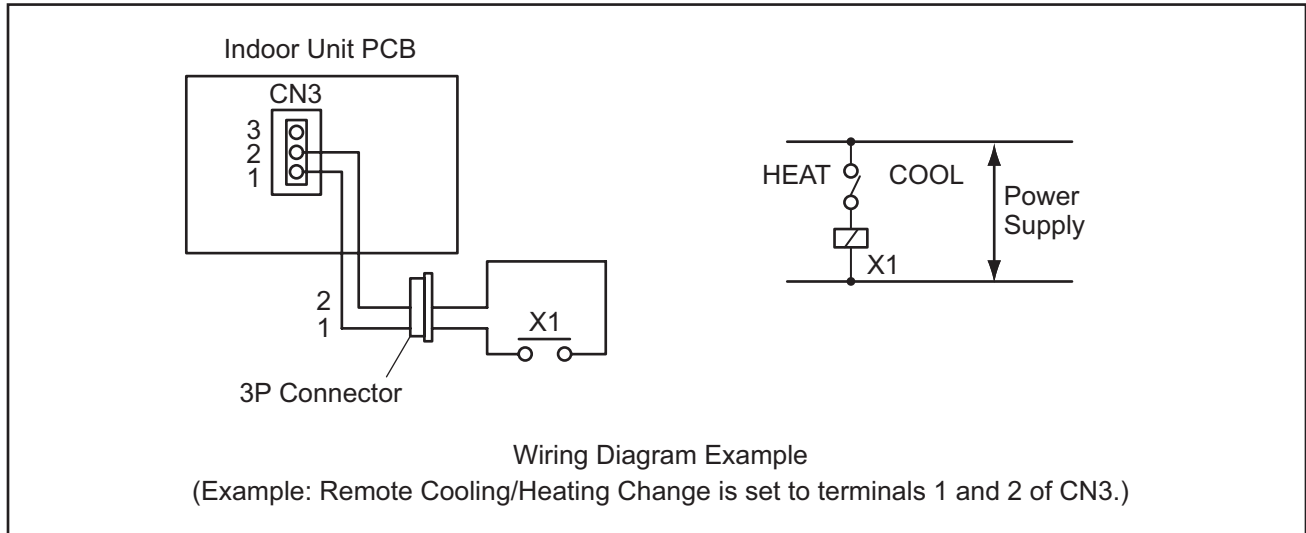 Indoor Unit PCB
CN3
3
2
1
2
1
X1
3P Connector
HEAT
COOL
Power
Supply
X1
Wiring Diagram Example
(Example: Remote Cooling/Heating Change is set to terminals 1 and 2 of CN3.)